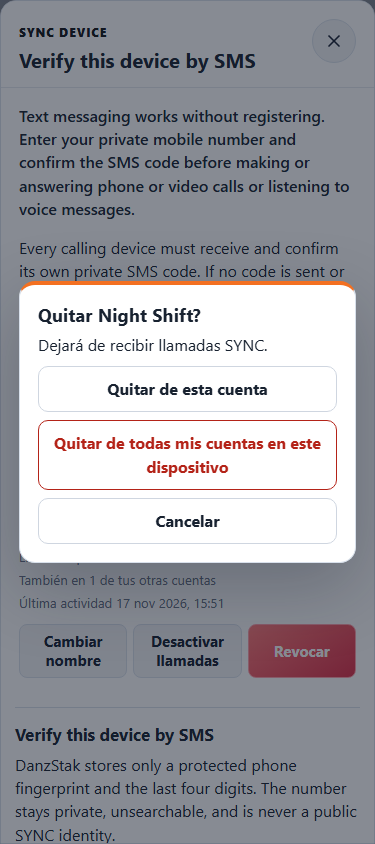 SYNC DEVICE
Verify this device by SMS
Text messaging works without registering.
Enter your private mobile number and
confirm the SMS code before making or
answering phone or video calls or listening to
voice messages.
Every calling device must receive and confirm
its own private SMS code. If no code is sent or
Quitar Night Shift?
Dejará de recibir llamadas SYNC.
Quitar de esta cuenta
Quitar de todas mis cuentas en este
dispositivo
Cancelar
También en 1 de tus otras cuentas
Última actividad 17 nov 2026, 15:51
Cambiar
nombre
Desactivar
llamadas
Revocar
Verify this device by SMS
DanzStak stores only a protected phone
fingerprint and the last four digits. The number
stays private, unsearchable, and is never a public
SYNC identity.